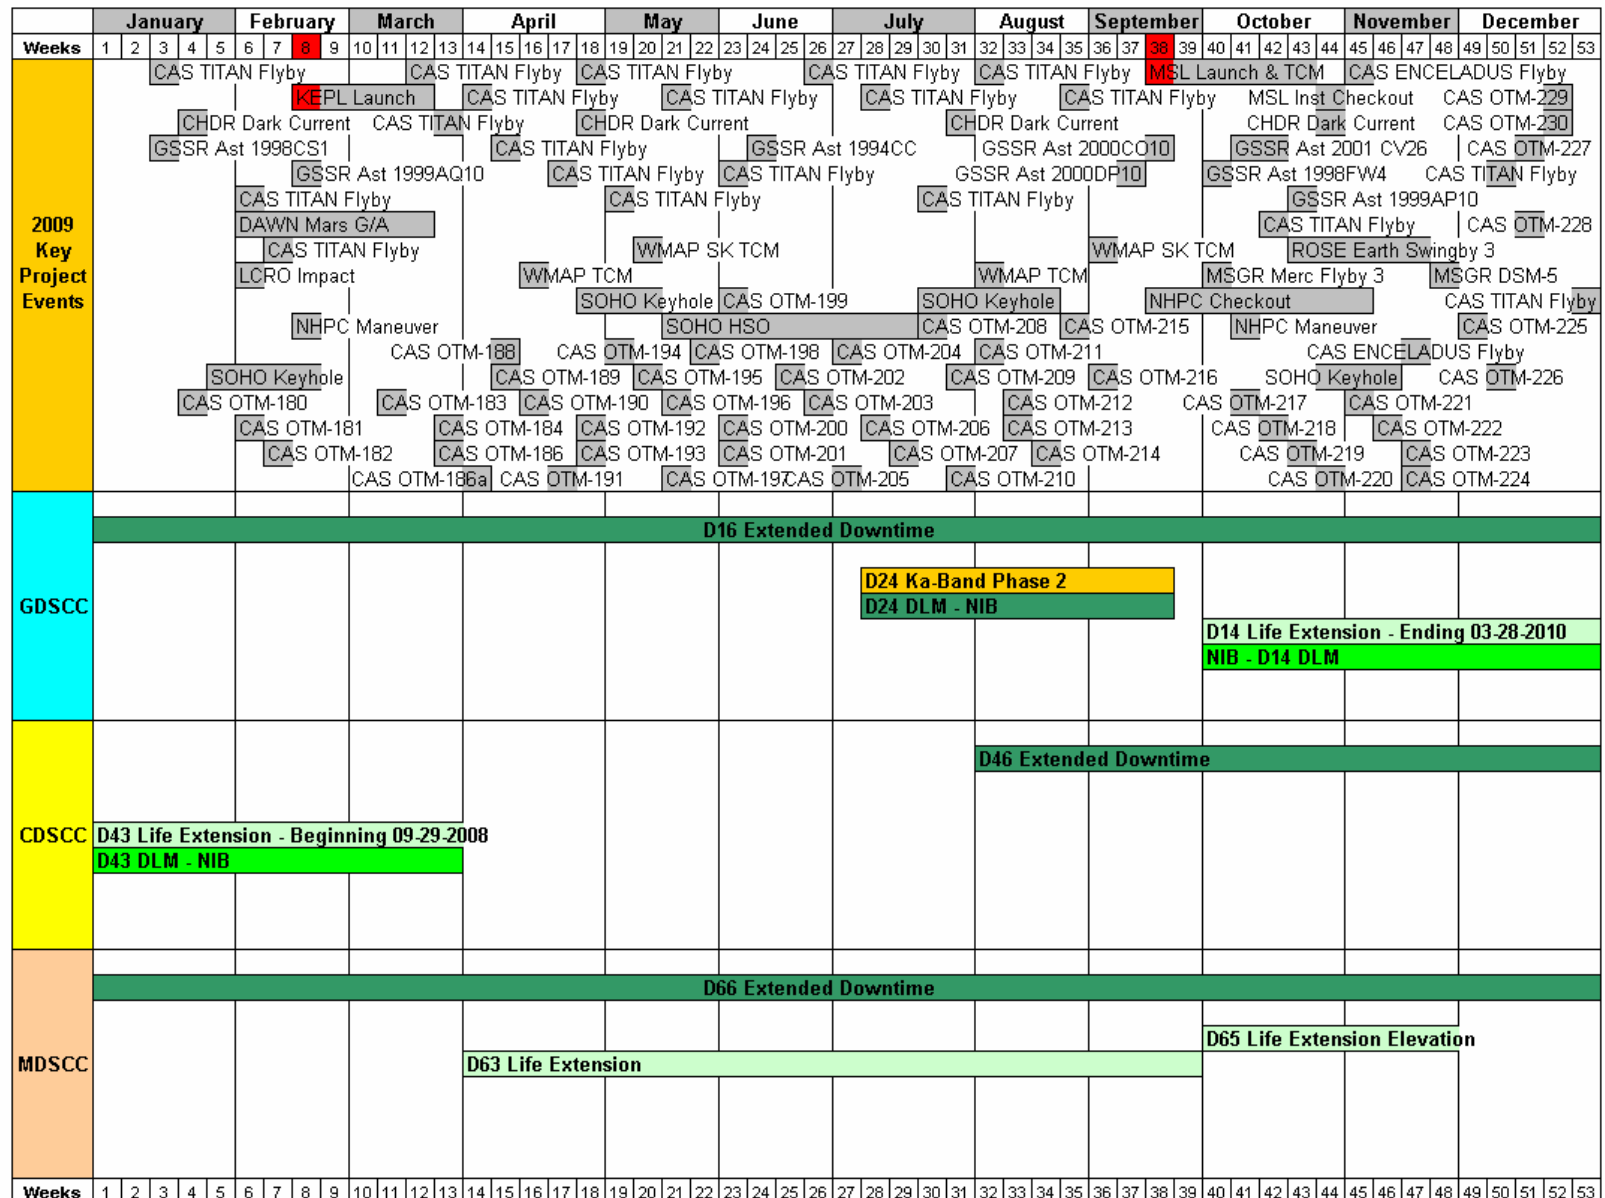 January February March April May June July August September October November December
Weeks 1 2 3 4 5 6 7 8 9 10 11 12 13 14 15 16 17 18 19 20 21 22 23 24 25 26 27 28 29 30 31 32 33 34 35 36 37 38 39 40 41 42 43 44 45 46 47 48 49 50 51 52 53
CAS TITAN Flyby CAS TITAN Flyby CAS TITAN Flyby CAS TITAN Flyby CAS TITAN Flyby MSL Launch & TCM CAS ENCELADUS Flyby
KEPL Launch CAS TITAN Flyby CAS TITAN Flyby CAS TITAN Flyby CAS TITAN Flyby MSL Inst Checkout CAS OTM-229
CHDR Dark Current CAS TITAN Flyby CHDR Dark Current CHDR Dark Current CHDR Dark Current CAS OTM-230
GSSR Ast 1998CS1 CAS TITAN Flyby GSSR Ast 1994CC GSSR Ast 2000CO10 GSSR Ast 2001 CV26 CAS OTM-227
GSSR Ast 1999AQ10 CAS TITAN Flyby CAS TITAN Flyby GSSR Ast 2000DP10 GSSR Ast 1998FW4 CAS TITAN Flyby
CAS TITAN Flyby CAS TITAN Flyby CAS TITAN Flyby GSSR Ast 1999AP10
2009
Key
Project
Events
DAWN Mars G/A CAS TITAN Flyby CAS OTM-228
CAS TITAN Flyby WMAP SK TCM WMAP SK TCM ROSE Earth Swingby 3
LCRO Impact WMAP TCM WMAP TCM MSGR Merc Flyby 3 MSGR DSM-5
SOHO Keyhole CAS OTM-199 SOHO Keyhole NHPC Checkout CAS TITAN Flyby
NHPC Maneuver SOHO HSO CAS OTM-208 CAS OTM-215 NHPC Maneuver CAS OTM-225
CAS OTM-188 CAS OTM-194 CAS OTM-198 CAS OTM-204 CAS OTM-211 CAS ENCELADUS Flyby
SOHO Keyhole CAS OTM-189 CAS OTM-195 CAS OTM-202 CAS OTM-209 CAS OTM-216 SOHO Keyhole CAS OTM-226
CAS OTM-180 CAS OTM-183 CAS OTM-190 CAS OTM-196 CAS OTM-203 CAS OTM-212 CAS OTM-217 CAS OTM-221
CAS OTM-181 CAS OTM-184 CAS OTM-192 CAS OTM-200 CAS OTM-206 CAS OTM-213 CAS OTM-218 CAS OTM-222
CAS OTM-182 CAS OTM-186 CAS OTM-193 CAS OTM-201 CAS OTM-207 CAS OTM-214 CAS OTM-219 CAS OTM-223
CAS OTM-186a CAS OTM-191 CAS OTM-197 CAS OTM-205 CAS OTM-210 CAS OTM-220 CAS OTM-224
GDSCC
D16 Extended Downtime
D24 Ka-Band Phase 2
D24 DLM - NIB
D14 Life Extension - Ending 03-28-2010
NIB - D14 DLM
CDSCC
D46 Extended Downtime
D43 Life Extension - Beginning 09-29-2008
D43 DLM - NIB
MDSCC
D66 Extended Downtime
D65 Life Extension Elevation
D63 Life Extension
Weeks 1 2 3 4 5 6 7 8 9 10 11 12 13 14 15 16 17 18 19 20 21 22 23 24 25 26 27 28 29 30 31 32 33 34 35 36 37 38 39 40 41 42 43 44 45 46 47 48 49 50 51 52 53